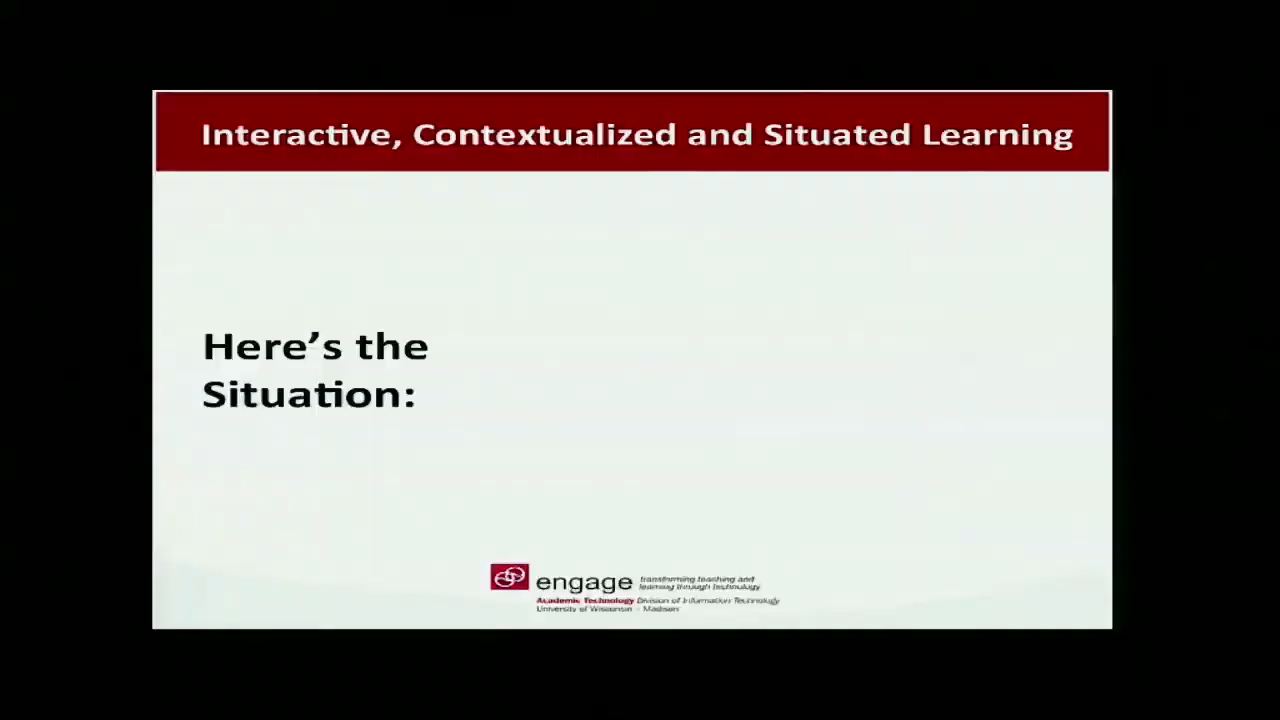 Interactive, Contextualized and Situated Learning
Here's the
Situation:
engage transforming teaching and
learning through technology
Academic Technology Division of Information Technology
University of Wisconsin - Madison